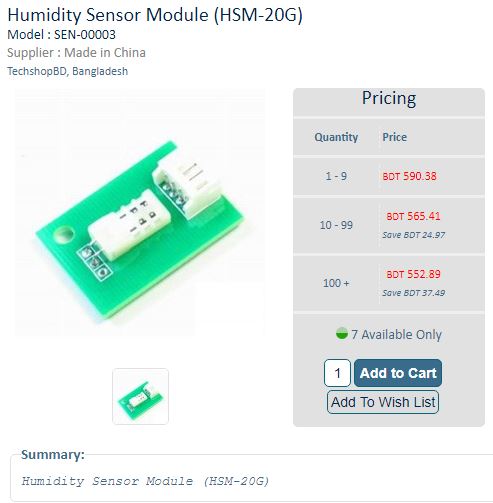 Humidity Sensor Module (HSM-20G)
Model : SEN-00003
Supplier : Made in China
TechshopBD, Bangladesh
Pricing
Quantity Price
1 - 9 BDT 590.38
10 - 99 BDT 565.41
Save BDT 24.97
100 + BDT 552.89
Save BDT 37.49
7 Available Only
1 Add to Cart
Add To Wish List
Summary:
Humidity Sensor Module (HSM-20G)